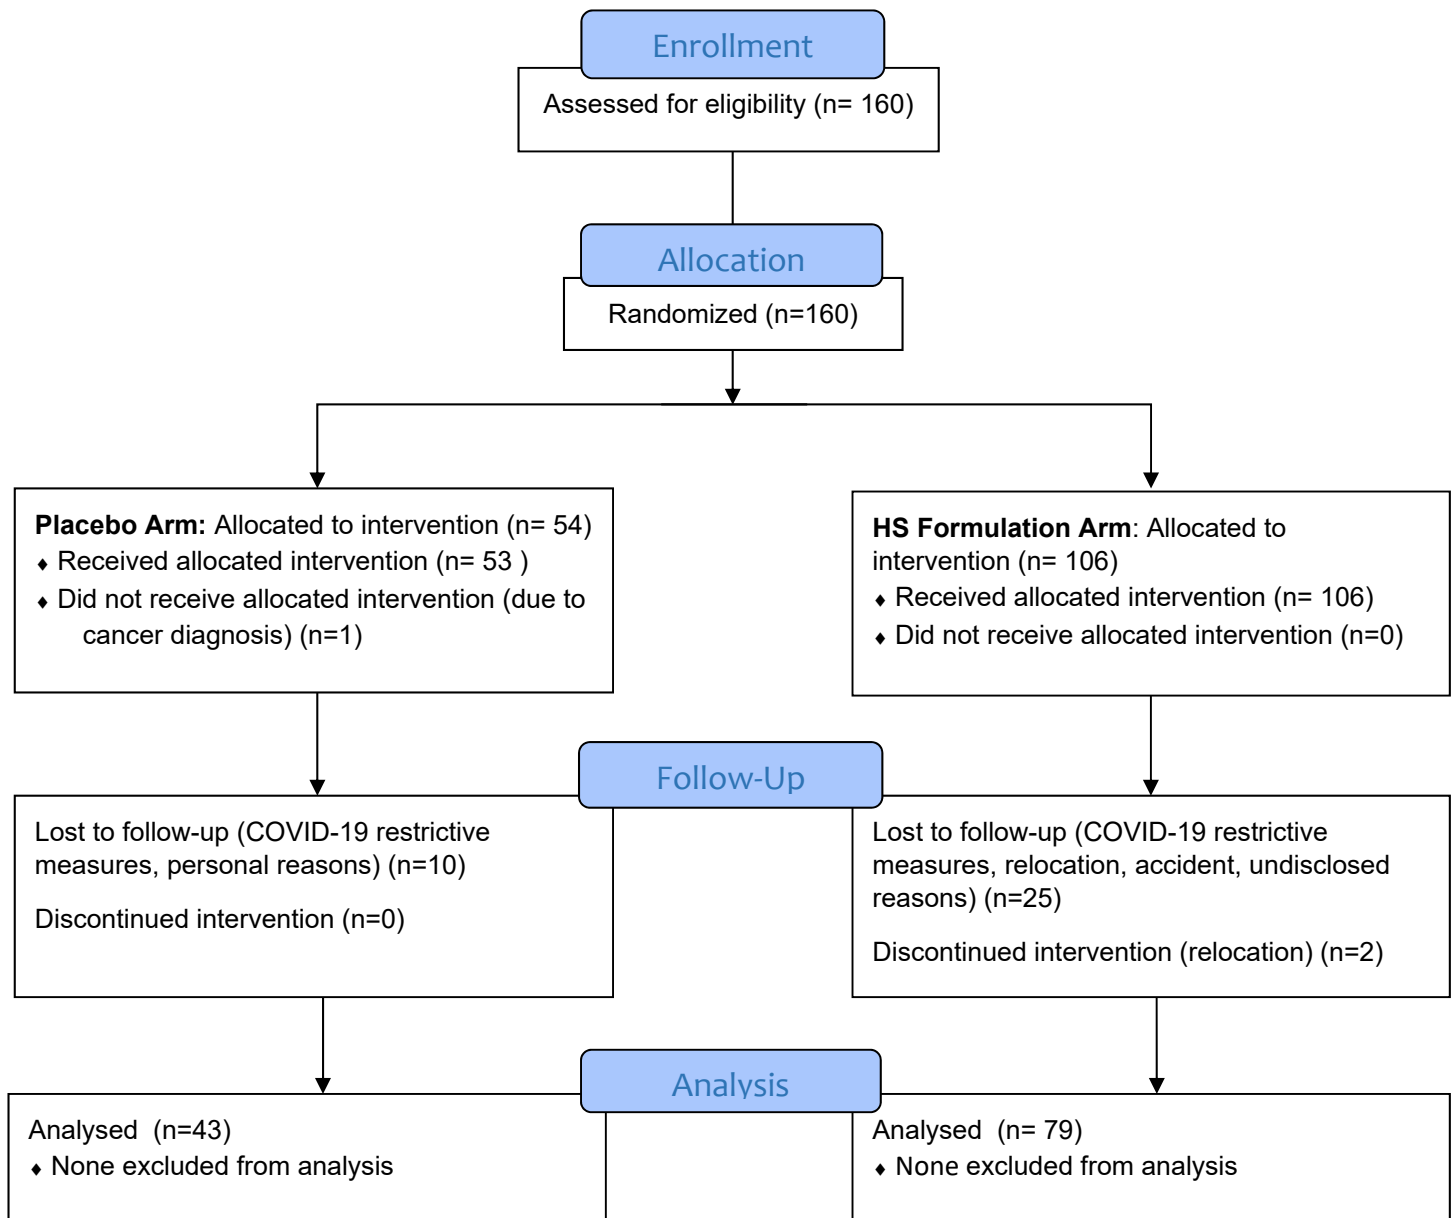 Enrollment
Assessed for eligibility (n= 160)
Allocation
Randomized (n=160)
Placebo Arm: Allocated to intervention (n= 54)
♦ Received allocated intervention (n= 53 )
♦ Did not receive allocated intervention (due to
cancer diagnosis) (n=1)
HS Formulation Arm: Allocated to
intervention (n= 106)
♦ Received allocated intervention (n= 106)
♦ Did not receive allocated intervention (n=0)
Follow-Up
Lost to follow-up (COVID-19 restrictive
measures, personal reasons) (n=10)
Discontinued intervention (n=0)
Lost to follow-up (COVID-19 restrictive
measures, relocation, accident, undisclosed
reasons) (n=25)
Discontinued intervention (relocation) (n=2)
Analysis
Analysed (n=43)
♦ None excluded from analysis
Analysed (n= 79)
♦ None excluded from analysis